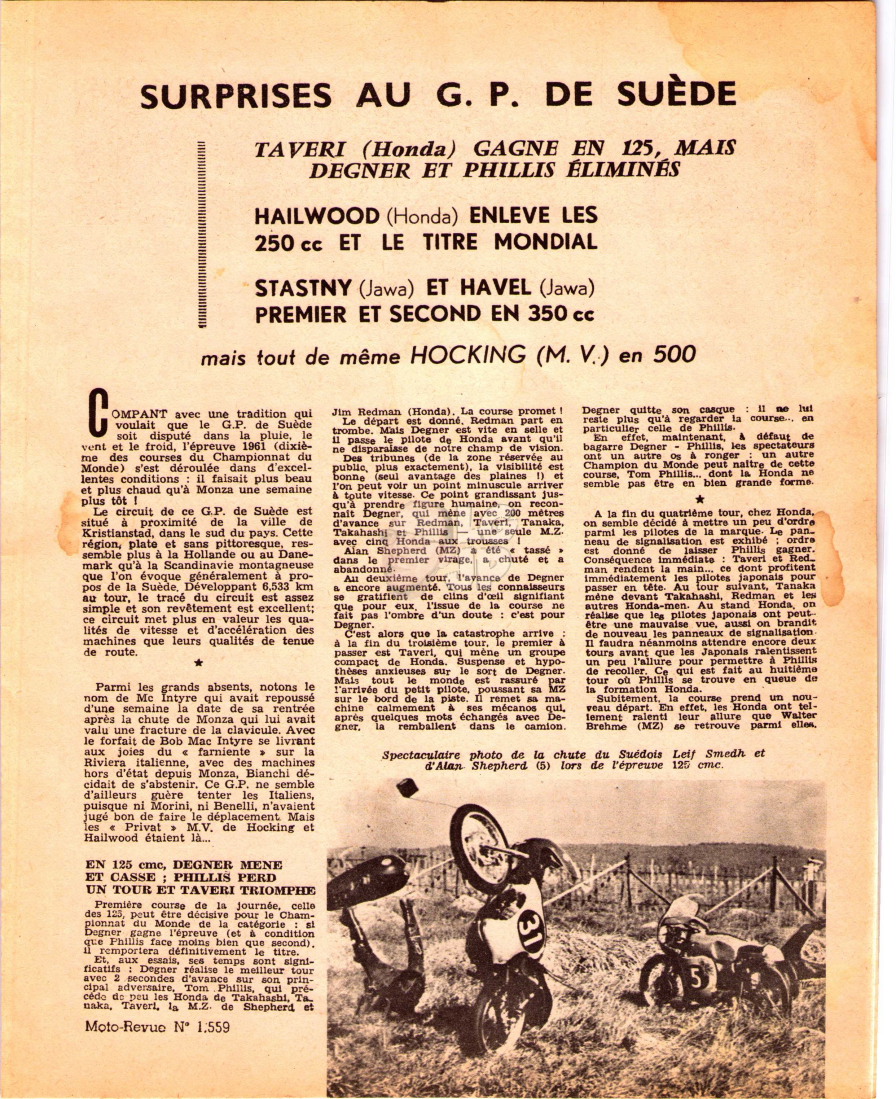 SURPRISES AU G. P. DE SUÈDE
TAVERI (Honda) GAGNE EN 125, MAIS
DEGNER ET PHILLIS ÉLIMINÉS
HAILWOOD (Honda) ENLEVE LES
250 cc ET LE TITRE MONDIAL
STASTNY (Jawa) ET HAVEL (Jawa)
PREMIER ET SECOND EN 350 cc
mais tout de même HOCKING (M. V.) en 500
COMPANT avec une tradition qui
voulait que le G.P. de Suède
soit disputé dans la pluie, le
vent et le froid, l'épreuve 1961 (dixiè-
me des courses du Championnat du
Monde) s'est déroulée dans d'excel-
lentes conditions : il faisait plus beau
et plus chaud qu'à Monza une semaine
plus tôt !
Le circuit de ce G.P. de Suède est
situé à proximité de la ville de
Kristianstad, dans le sud du pays. Cette
région, plate et sans pittoresque, res-
semble plus à la Hollande ou au Dane-
mark qu'à la Scandinavie montagneuse
que l'on évoque généralement à pro-
pos de la Suède. Développant 6,533 km
au tour, le tracé du circuit est assez
simple et son revêtement est excellent;
ce circuit met plus en valeur les qua-
lités de vitesse et d'accélération des
machines que leurs qualités de tenue
de route.
★
Parmi les grands absents, notons le
nom de Mc Intyre qui avait repoussé
d'une semaine la date de sa rentrée
après la chute de Monza qui lui avait
valu une fracture de la clavicule. Avec
le forfait de Bob Mac Intyre se livrant
aux joies du « farniente » sur la
Riviera italienne, avec des machines
hors d'état depuis Monza, Bianchi dé-
cidait de s'abstenir. Ce G.P. ne semble
d'ailleurs guère tenter les Italiens,
puisque ni Morini, ni Benelli, n'avaient
jugé bon de faire le déplacement. Mais
les « Privat » M.V. de Hocking et
Hailwood étaient là...
EN 125 cmc, DEGNER MENE
ET CASSE ; PHILLIS PERD
UN TOUR ET TAVERI TRIOMPHE
Première course de la journée, celle
des 125, peut être décisive pour le Cham-
pionnat du Monde de la catégorie : si
Degner gagne l'épreuve (et à condition
que Phillis face moins bien que second),
il remportera définitivement le titre.
Et, aux essais, ses temps sont signi-
ficatifs : Degner réalise le meilleur tour
avec 2 secondes d'avance sur son prin-
cipal adversaire, Tom Phillis, qui pré-
cède de peu les Honda de Takahashi, Ta-
naka, Taveri, la M.Z. de Shepherd et
Moto-Revue N° 1.559
Jim Redman (Honda). La course promet !
Le départ est donné. Redman part en
trombe. Mais Degner est vite en selle et
il passe le pilote de Honda avant qu'il
ne disparaisse de notre champ de vision.
Des tribunes (de la zone réservée au
public, plus exactement), la visibilité est
bonne (seul avantage des plaines !) et
l'on peut voir un point minuscule arriver
à toute vitesse. Ce point grandissant jus-
qu'à prendre figure humaine, on recon-
naît Degner, qui mène avec 200 mètres
d'avance sur Redman, Taveri, Tanaka,
Takahashi et Phillis : une seule M.Z.
avec cinq Honda aux trousses !
Alan Shepherd (MZ) a été « tassé »
dans le premier virage, a chuté et a
abandonné.
Au deuxième tour, l'avance de Degner
a encore augmenté. Tous les connaisseurs
se gratifient de clins d'œil signifiant
que pour eux, l'issue de la course ne
fait pas l'ombre d'un doute : c'est pour
Degner.
C'est alors que la catastrophe arrive :
à la fin du troisième tour, le premier à
passer est Taveri, qui mène un groupe
compact de Honda. Suspense et hypo-
thèses anxieuses sur le sort de Degner.
Mais tout le monde est rassuré par
l'arrivée du petit pilote, poussant sa MZ
sur le bord de la piste. Il remet sa ma-
chine calmement à ses mécanos qui,
après quelques mots échangés avec De-
gner, la remballent dans le camion.
Degner quitte son casque : il ne lui
reste plus qu'à regarder la course... en
particulier celle de Phillis.
En effet, maintenant, à défaut de
bagarre Degner - Phillis, les spectateurs
ont un autre os à ronger : un autre
Champion du Monde peut naître de cette
course, Tom Phillis... dont la Honda ne
semble pas être en bien grande forme.
★
A la fin du quatrième tour, chez Honda,
on semble décidé à mettre un peu d'ordre
parmi les pilotes de la marque. Le pan-
neau de signalisation est exhibé ; ordre
est donné de laisser Phillis gagner.
Conséquence immédiate : Taveri et Red-
man rendent la main... ce dont profitent
immédiatement les pilotes japonais pour
passer en tête. Au tour suivant, Tanaka
mène devant Takahashi, Redman et les
autres Honda-men. Au stand Honda, on
réalise que les pilotes japonais ont peut-
être une mauvaise vue, aussi on brandit
de nouveau les panneaux de signalisation.
Il faudra néanmoins attendre encore deux
tours avant que les Japonais ralentissent
un peu l'allure pour permettre à Phillis
de recoller. Ce qui est fait au huitième
tour où Phillis se trouve en queue de
la formation Honda.
Subitement, la course prend un nou-
veau départ. En effet, les Honda ont tel-
lement ralenti leur allure que Walter
Brehme (MZ) se retrouve parmi elles.
Spectaculaire photo de la chute du Suédois Leif Smedh et
d'Alan Shepherd (5) lors de l'épreuve 125 cmc.
31
5